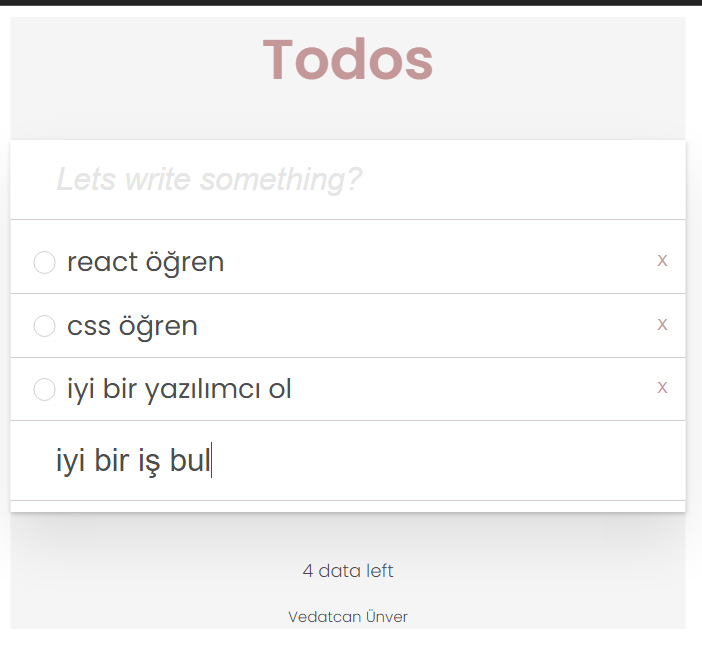 Todos
Lets write something?
react öğren x
css öğren x
iyi bir yazılımcı ol x
iyi bir iş bul
4 data left
Vedatcan Ünver